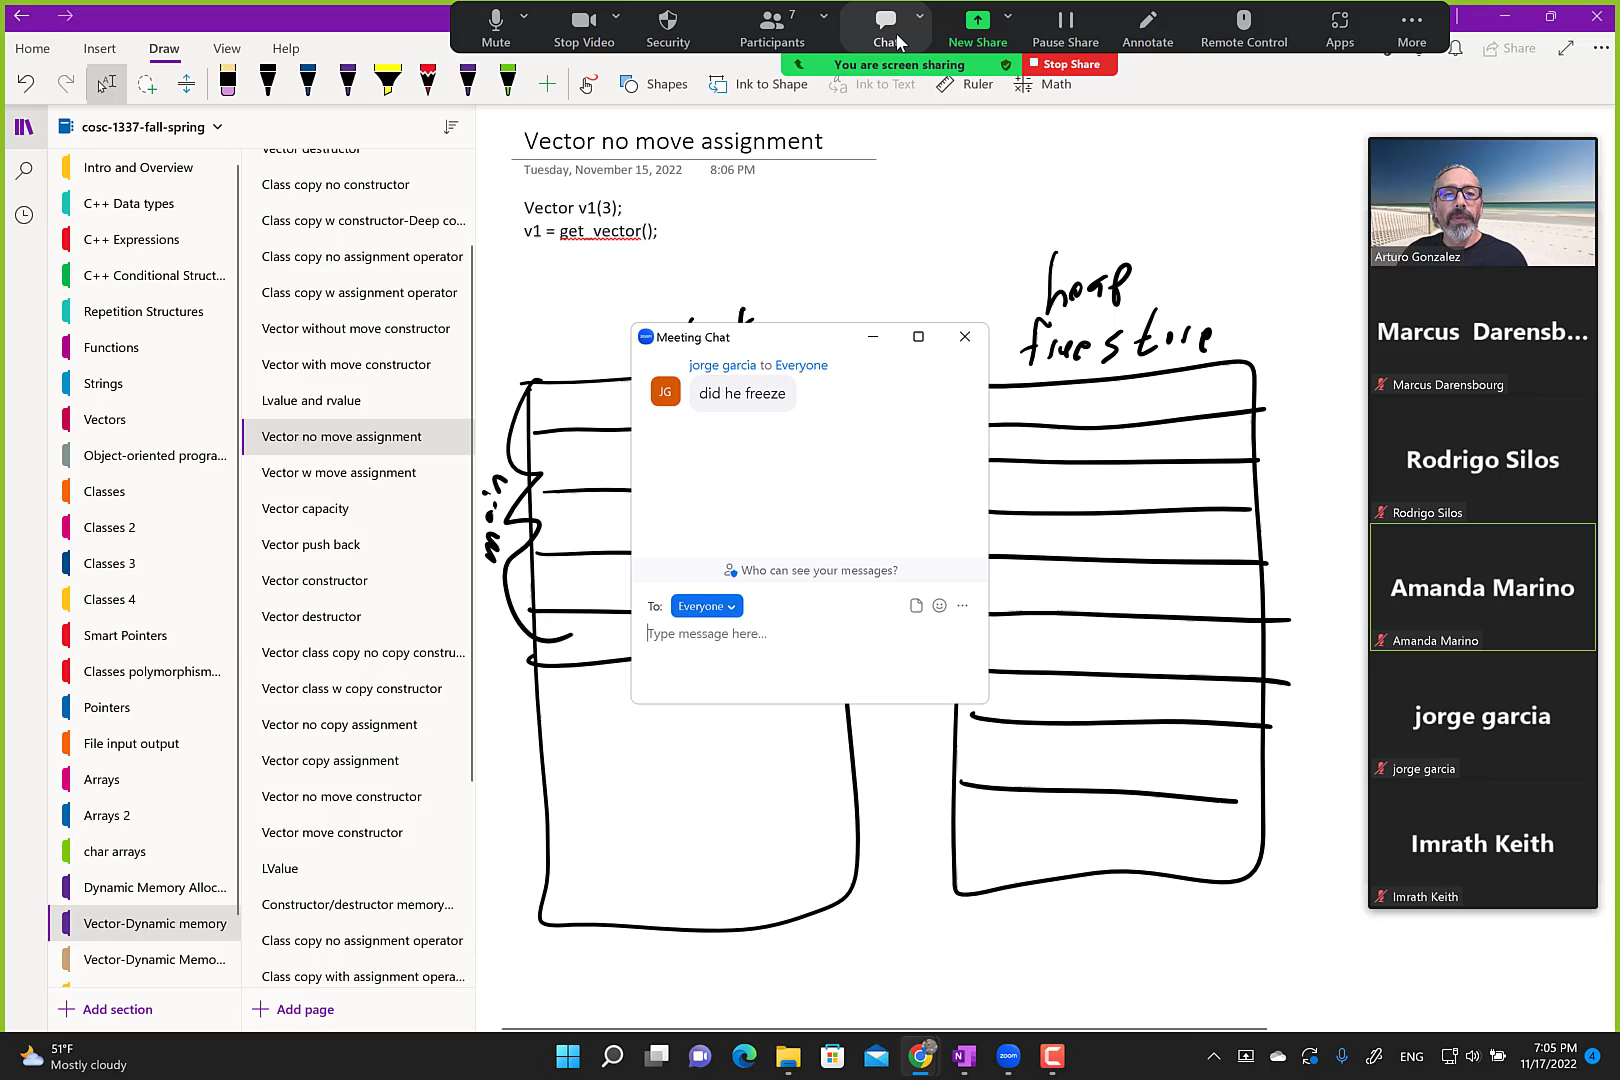 Mute
Stop Video
Security
Participants
7
Chat
New Share
Pause Share
Annotate
Remote Control
Apps
More
You are screen sharing
Stop Share
Home
Insert
Draw
View
Help
Share
Shapes
Ink to Shape
Ink to Text
Ruler
Math
cosc-1337-fall-spring
Intro and Overview
C++ Data types
C++ Expressions
C++ Conditional Struct...
Repetition Structures
Functions
Strings
Vectors
Object-oriented progra...
Classes
Classes 2
Classes 3
Classes 4
Smart Pointers
Classes polymorphism...
Pointers
File input output
Arrays
Arrays 2
char arrays
Dynamic Memory Alloc...
Vector-Dynamic memory
Vector-Dynamic Memo...
Add section
Vector destructor
Class copy no constructor
Class copy w constructor-Deep co...
Class copy no assignment operator
Class copy w assignment operator
Vector without move constructor
Vector with move constructor
Lvalue and rvalue
Vector no move assignment
Vector w move assignment
Vector capacity
Vector push back
Vector constructor
Vector destructor
Vector class copy no copy constru...
Vector class w copy constructor
Vector no copy assignment
Vector copy assignment
Vector no move constructor
Vector move constructor
LValue
Constructor/destructor memory...
Class copy no assignment operator
Class copy with assignment opera...
Add page
Vector no move assignment
Tuesday, November 15, 2022 8:06 PM
Vector v1(3);
v1 = get_vector();
heap
free store
main
zoom
Meeting Chat
jorge garcia to Everyone
JG
did he freeze
Who can see your messages?
To: Everyone
Type message here...
Arturo Gonzalez
Marcus Darensb...
Marcus Darensbourg
Rodrigo Silos
Rodrigo Silos
Amanda Marino
Amanda Marino
jorge garcia
jorge garcia
Imrath Keith
Imrath Keith
51°F
Mostly cloudy
zoom
ENG
7:05 PM
11/17/2022
4